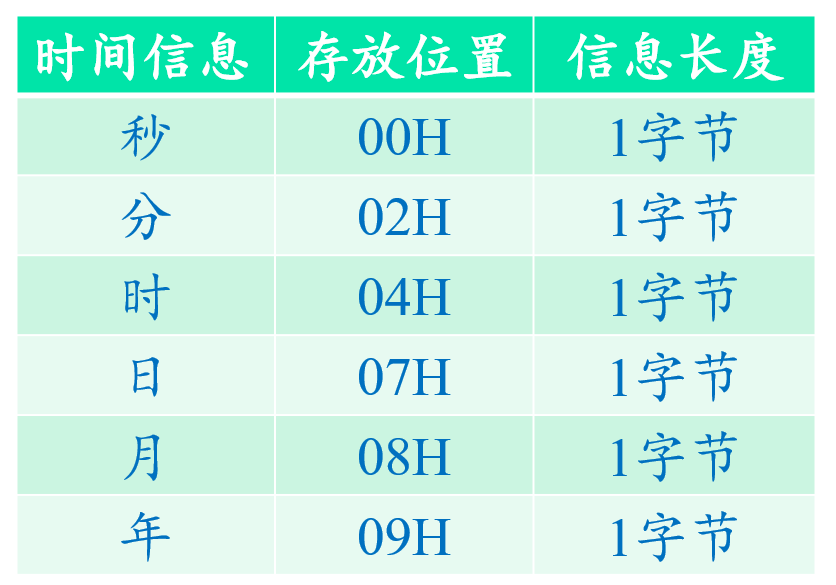 时间信息 存放位置 信息长度
秒 00H 1字节
分 02H 1字节
时 04H 1字节
日 07H 1字节
月 08H 1字节
年 09H 1字节